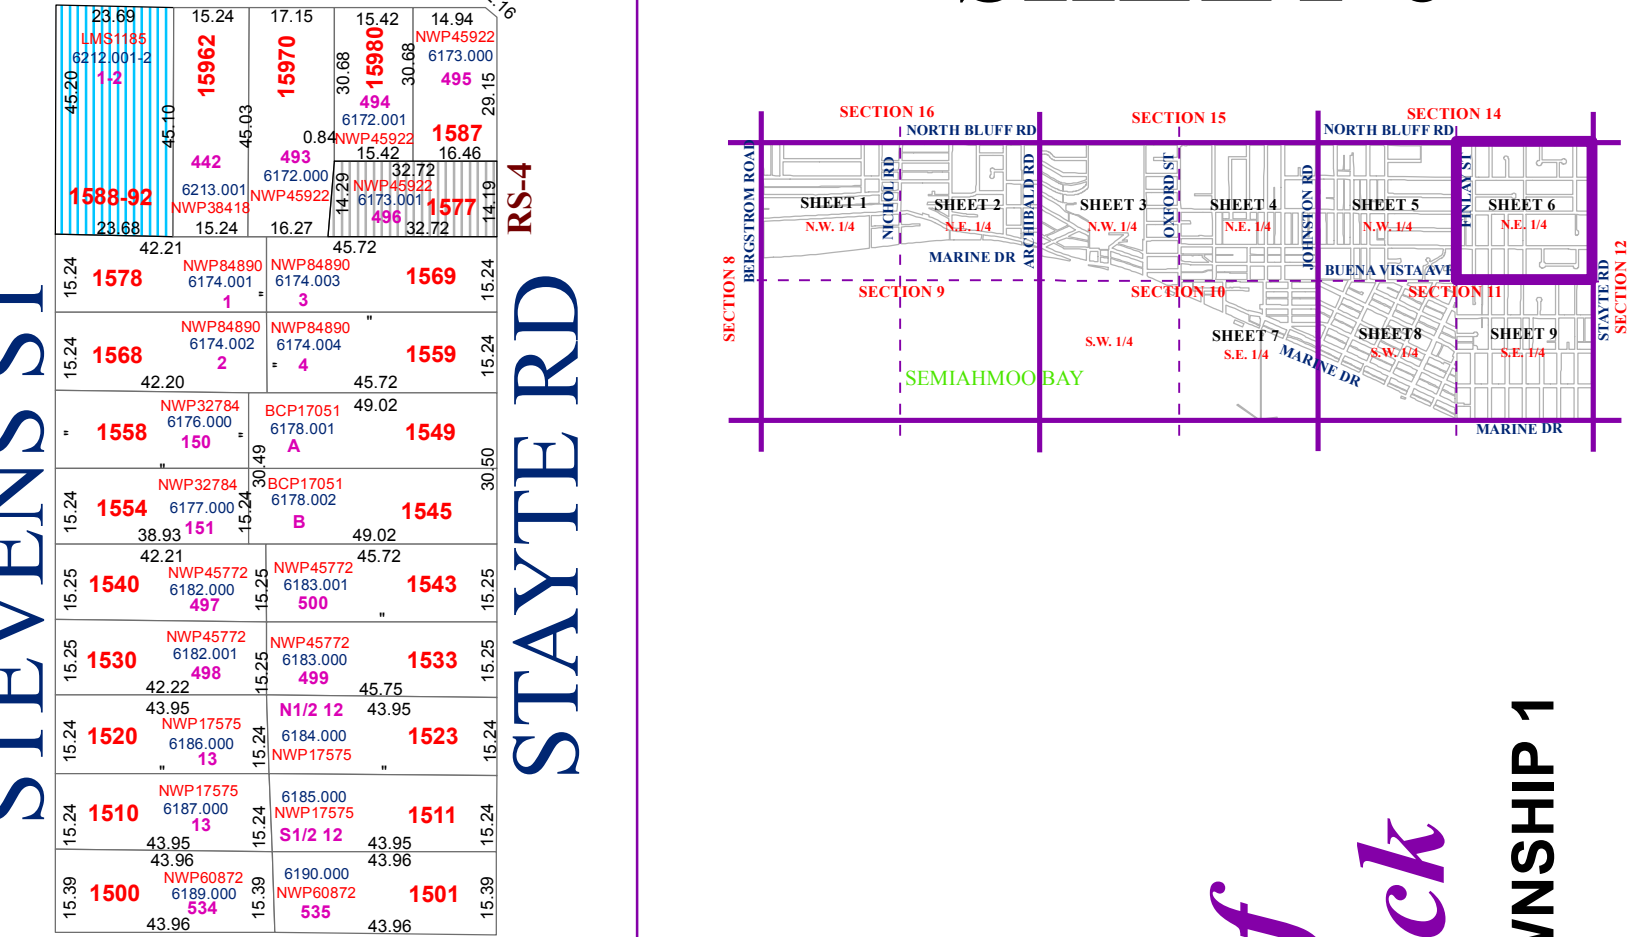 23.69
LMS1185
6212.001-2
1-2
45.20
1588-92
23.68
15.24
15962
45.10
442
6213.001
NWP38418
15.24
17.15
15970
45.03
0.84
493
6172.000
NWP45922
16.27
15.42
15980
30.68
30.68
494
6172.001
NWP45922
15.42
14.94
.16
NWP45922
6173.000
495
29.15
1587
16.46
32.72
14.29
NWP45922
6173.001
496
1577
14.19
32.72
RS-4
42.21
15.24
1578
NWP84890
6174.001
1
"
45.72
NWP84890
6174.003
3
1569
15.24
"
15.24
1568
NWP84890
6174.002
2
42.20
NWP84890
6174.004
"
4
1559
15.24
45.72
"
1558
NWP32784
6176.000
150
"
"
BCP17051
6178.001
A
49.02
1549
30.49
30.50
15.24
1554
NWP32784
6177.000
151
38.93
15.24
BCP17051
6178.002
B
1545
49.02
42.21
15.25
1540
NWP45772
6182.000
497
15.25
45.72
NWP45772
6183.001
500
1543
15.25
"
15.25
1530
NWP45772
6182.001
498
42.22
15.25
NWP45772
6183.000
499
1533
15.25
45.75
43.95
15.24
1520
NWP17575
6186.000
13
"
15.24
N1/2 12
43.95
6184.000
NWP17575
1523
15.24
"
15.24
1510
NWP17575
6187.000
13
43.95
15.24
6185.000
NWP17575
S1/2 12
1511
15.24
43.95
43.96
15.39
1500
NWP60872
6189.000
534
43.96
15.39
43.96
6190.000
NWP60872
535
1501
15.39
43.96
STEVENS ST
STAYTE RD
SECTION 16
SECTION 15
SECTION 14
NORTH BLUFF RD
NORTH BLUFF RD
BERGSTROM ROAD
NICHOL RD
ARCHIBALD RD
OXFORD ST
JOHNSTON RD
FINLAY ST
SHEET 1
N.W. 1/4
SHEET 2
N.E. 1/4
SHEET 3
N.W. 1/4
SHEET 4
N.E. 1/4
SHEET 5
N.W. 1/4
SHEET 6
N.E. 1/4
MARINE DR
BUENA VISTA AVE
SECTION 8
SECTION 9
SECTION 10
SECTION 11
STAYTE RD
SECTION 12
S.W. 1/4
SHEET 7
S.E. 1/4
SHEET8
S.W. 1/4
SHEET 9
S.E. 1/4
MARINE DR
SEMIAHMOO BAY
MARINE DR
f
ck
WNSHIP 1